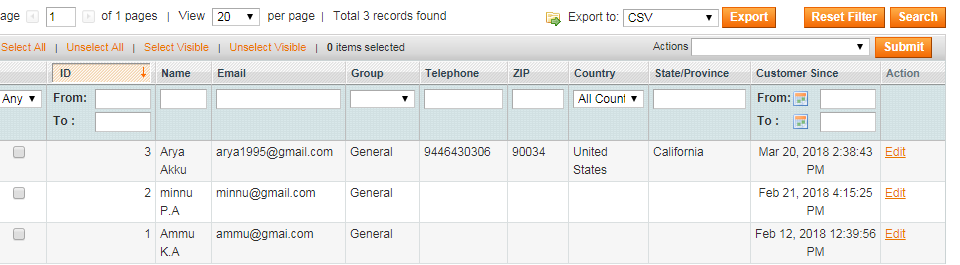 age 1 of 1 pages | View 20 per page | Total 3 records found Export to: CSV Export Reset Filter Search
Select All | Unselect All | Select Visible | Unselect Visible | 0 items selected Actions Submit
ID Name Email Group Telephone ZIP Country State/Province Customer Since Action
Any From: All Count From:
To : To :
3 Arya arya1995@gmail.com General 9446430306 90034 United California Mar 20, 2018 2:38:43 Edit
Akku States PM
2 minnu minnu@gmail.com General Feb 21, 2018 4:15:25 Edit
P.A PM
1 Ammu ammu@gmai.com General Feb 12, 2018 12:39:56 Edit
K.A PM